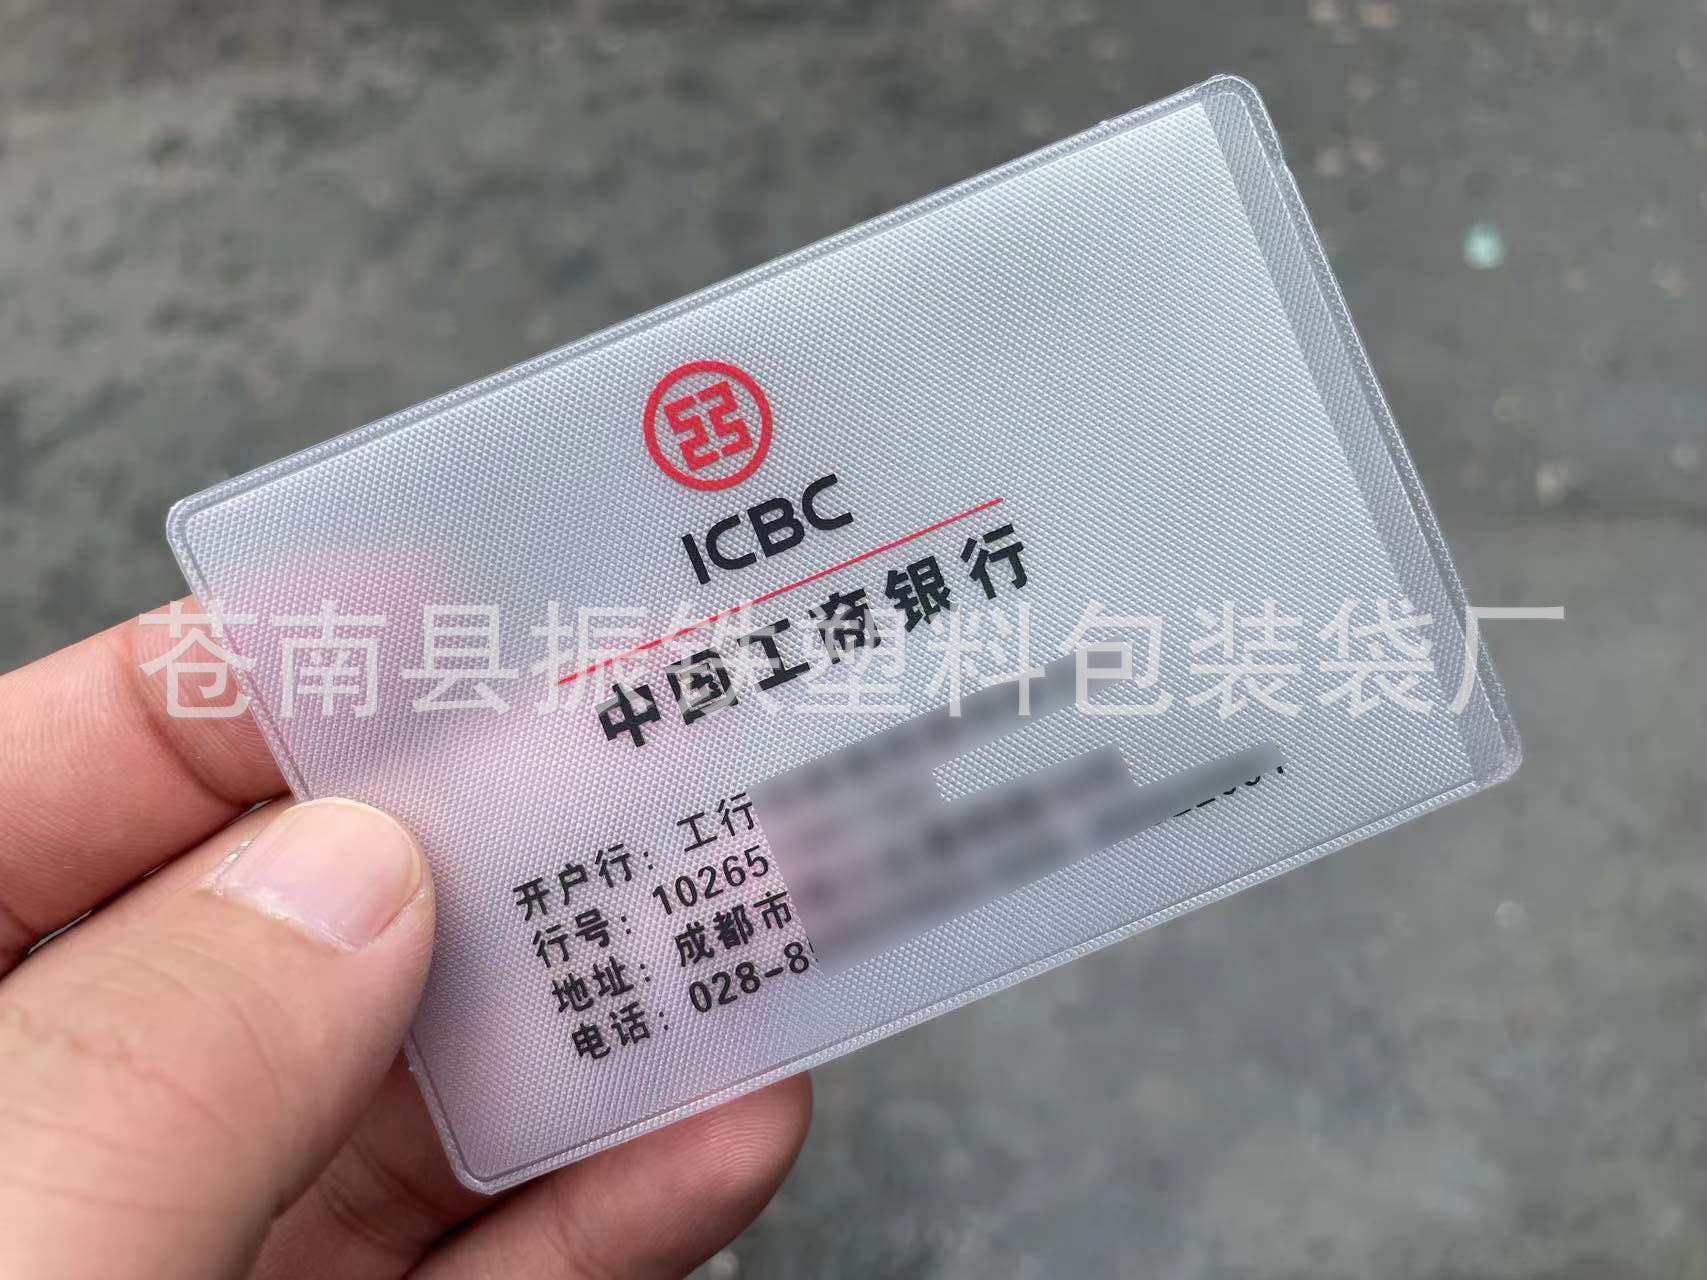 ICBC
中国工商银行
苍南县振铁塑料包装袋厂
开户行：工行
行号：10265
地址：成都市
电话：028-8